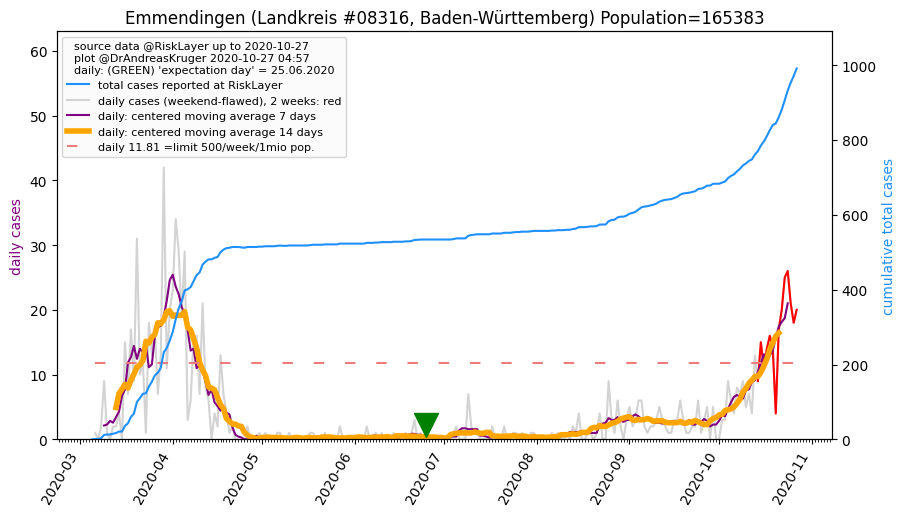 Emmendingen (Landkreis #08316, Baden-Württemberg) Population=165383
source data @RiskLayer up to 2020-10-27
plot @DrAndreasKruger 2020-10-27 04:57
daily: (GREEN) 'expectation day' = 25.06.2020
total cases reported at RiskLayer
daily cases (weekend-flawed), 2 weeks: red
daily: centered moving average 7 days
daily: centered moving average 14 days
daily 11.81 =limit 500/week/1mio pop.
daily cases
60
50
40
30
20
10
0
cumulative total cases
1000
800
600
400
200
0
2020-03
2020-04
2020-05
2020-06
2020-07
2020-08
2020-09
2020-10
2020-11